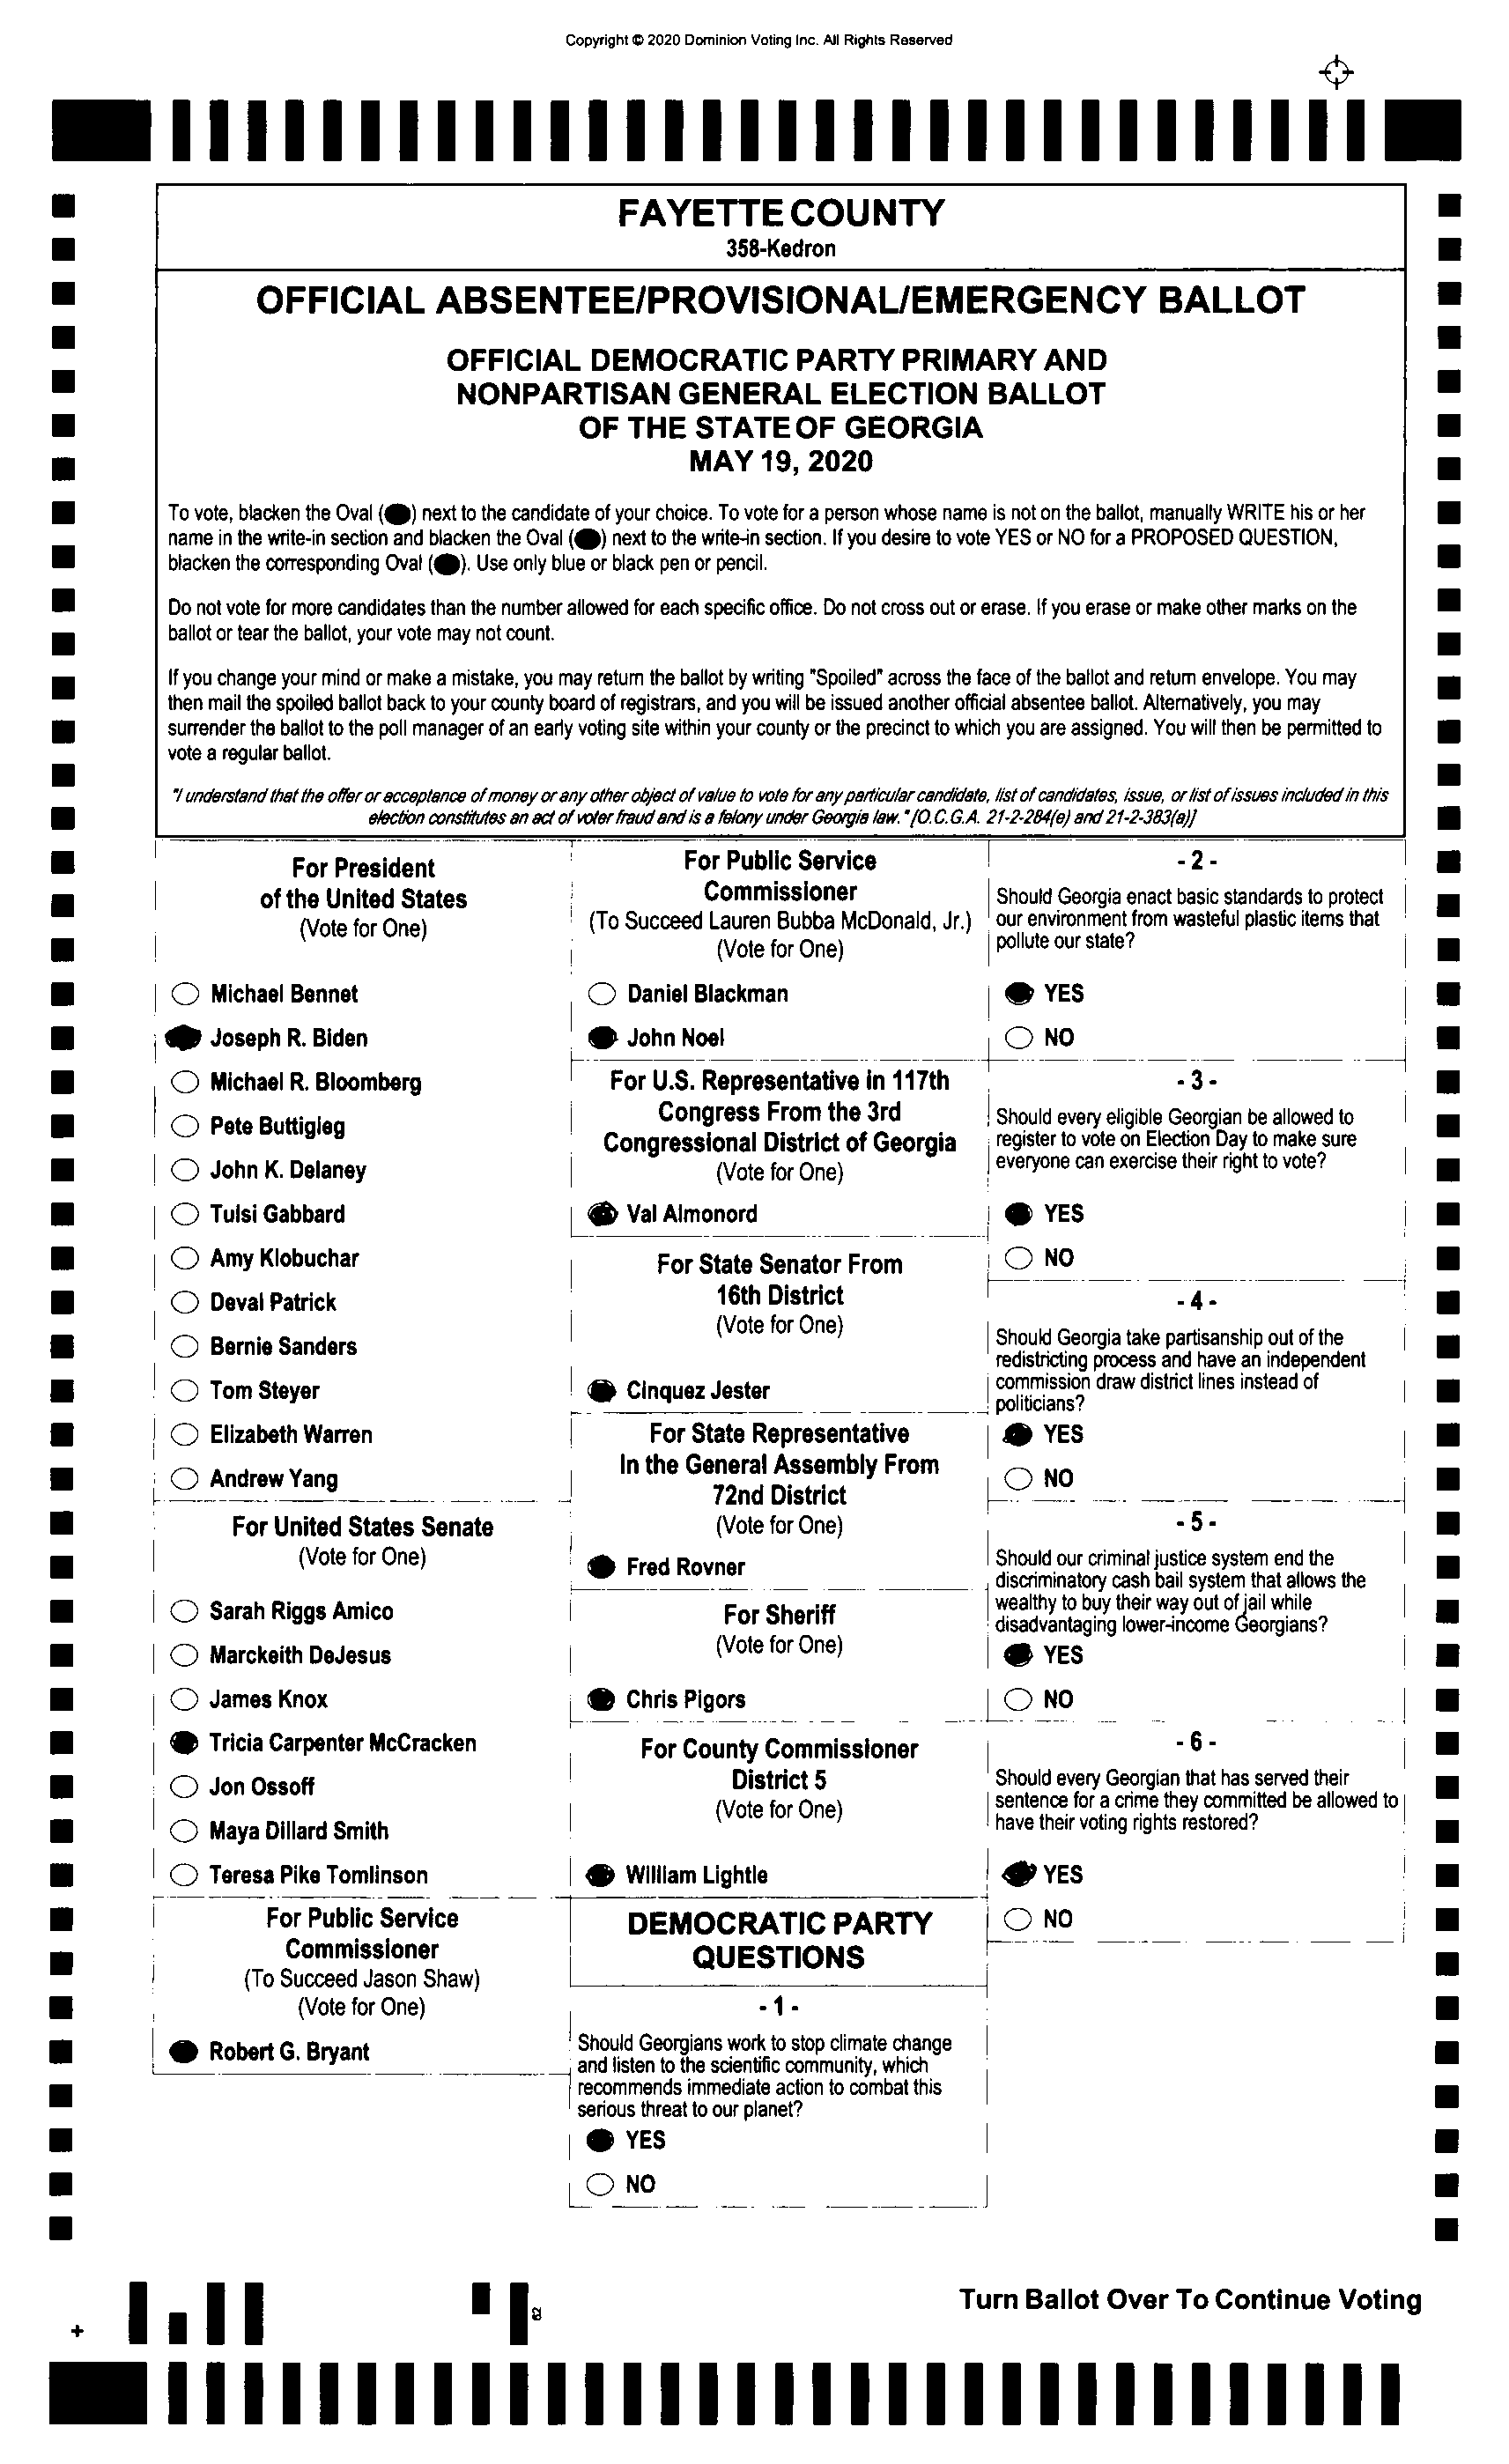 Copyright © 2020 Dominion Voting Inc. All Rights Reserved
FAYETTE COUNTY
358-Kedron
OFFICIAL ABSENTEE/PROVISIONAL/EMERGENCY BALLOT
OFFICIAL DEMOCRATIC PARTY PRIMARY AND
NONPARTISAN GENERAL ELECTION BALLOT
OF THE STATE OF GEORGIA
MAY 19, 2020
To vote, blacken the Oval () next to the candidate of your choice. To vote for a person whose name is not on the ballot, manually WRITE his or her
name in the write-in section and blacken the Oval () next to the write-in section. If you desire to vote YES or NO for a PROPOSED QUESTION,
blacken the corresponding Oval (). Use only blue or black pen or pencil.
Do not vote for more candidates than the number allowed for each specific office. Do not cross out or erase. If you erase or make other marks on the
ballot or tear the ballot, your vote may not count.
If you change your mind or make a mistake, you may return the ballot by writing "Spoiled" across the face of the ballot and return envelope. You may
then mail the spoiled ballot back to your county board of registrars, and you will be issued another official absentee ballot. Alternatively, you may
surrender the ballot to the poll manager of an early voting site within your county or the precinct to which you are assigned. You will then be permitted to
vote a regular ballot.
"I understand that the offer or acceptance of money or any other object of value to vote for any particular candidate, list of candidates, issue, or list of issues included in this
election constitutes an act of voter fraud and is a felony under Georgia law." [O.C.G.A. 21-2-284(e) and 21-2-383(a)]
For President
of the United States
(Vote for One)
Michael Bennet
Joseph R. Biden
Michael R. Bloomberg
Pete Buttigieg
John K. Delaney
Tulsi Gabbard
Amy Klobuchar
Deval Patrick
Bernie Sanders
Tom Steyer
Elizabeth Warren
Andrew Yang
For United States Senate
(Vote for One)
Sarah Riggs Amico
Marckeith DeJesus
James Knox
Tricia Carpenter McCracken
Jon Ossoff
Maya Dillard Smith
Teresa Pike Tomlinson
For Public Service
Commissioner
(To Succeed Jason Shaw)
(Vote for One)
Robert G. Bryant
For Public Service
Commissioner
(To Succeed Lauren Bubba McDonald, Jr.)
(Vote for One)
Daniel Blackman
John Noel
For U.S. Representative in 117th
Congress From the 3rd
Congressional District of Georgia
(Vote for One)
Val Almonord
For State Senator From
16th District
(Vote for One)
Cinquez Jester
For State Representative
In the General Assembly From
72nd District
(Vote for One)
Fred Rovner
For Sheriff
(Vote for One)
Chris Pigors
For County Commissioner
District 5
(Vote for One)
William Lightle
DEMOCRATIC PARTY
QUESTIONS
- 1 -
Should Georgians work to stop climate change
and listen to the scientific community, which
recommends immediate action to combat this
serious threat to our planet?
YES
NO
- 2 -
Should Georgia enact basic standards to protect
our environment from wasteful plastic items that
pollute our state?
YES
NO
- 3 -
Should every eligible Georgian be allowed to
register to vote on Election Day to make sure
everyone can exercise their right to vote?
YES
NO
- 4 -
Should Georgia take partisanship out of the
redistricting process and have an independent
commission draw district lines instead of
politicians?
YES
NO
- 5 -
Should our criminal justice system end the
discriminatory cash bail system that allows the
wealthy to buy their way out of jail while
disadvantaging lower-income Georgians?
YES
NO
- 6 -
Should every Georgian that has served their
sentence for a crime they committed be allowed to
have their voting rights restored?
YES
NO
Turn Ballot Over To Continue Voting